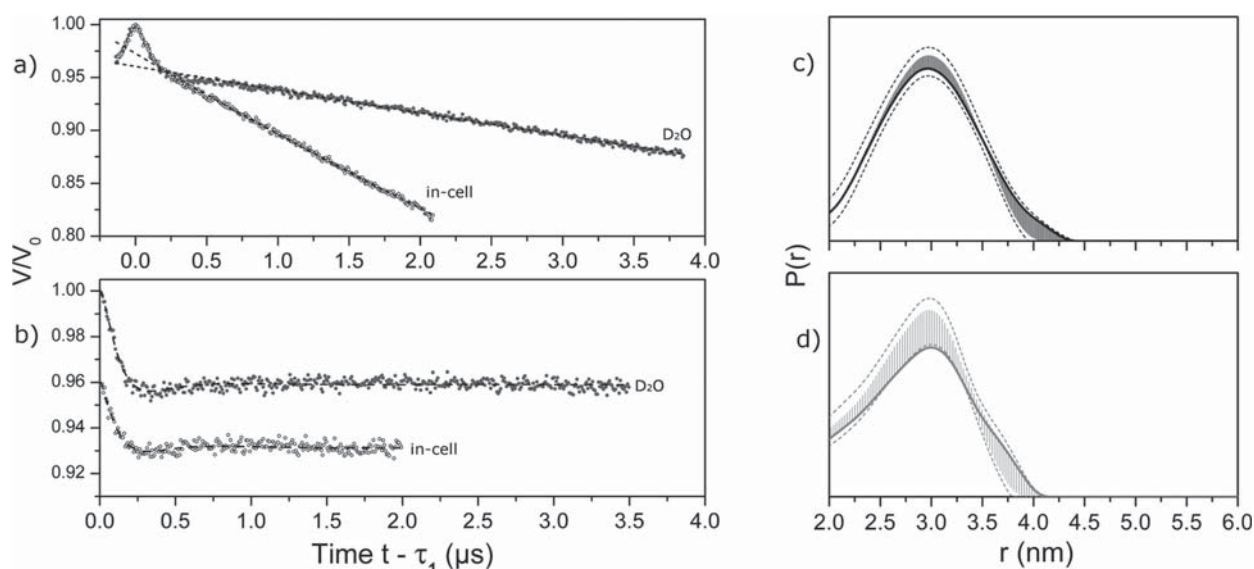 a)
V/V₀
1.00
0.95
0.90
0.85
0.80
D₂O
in-cell
0.0 0.5 1.0 1.5 2.0 2.5 3.0 3.5 4.0
b)
1.00
0.98
0.96
0.94
0.92
D₂O
in-cell
0.0 0.5 1.0 1.5 2.0 2.5 3.0 3.5 4.0
Time t - τ₁ (μs)
c)
P(r)
d)
2.0 2.5 3.0 3.5 4.0 4.5 5.0 5.5 6.0
r (nm)